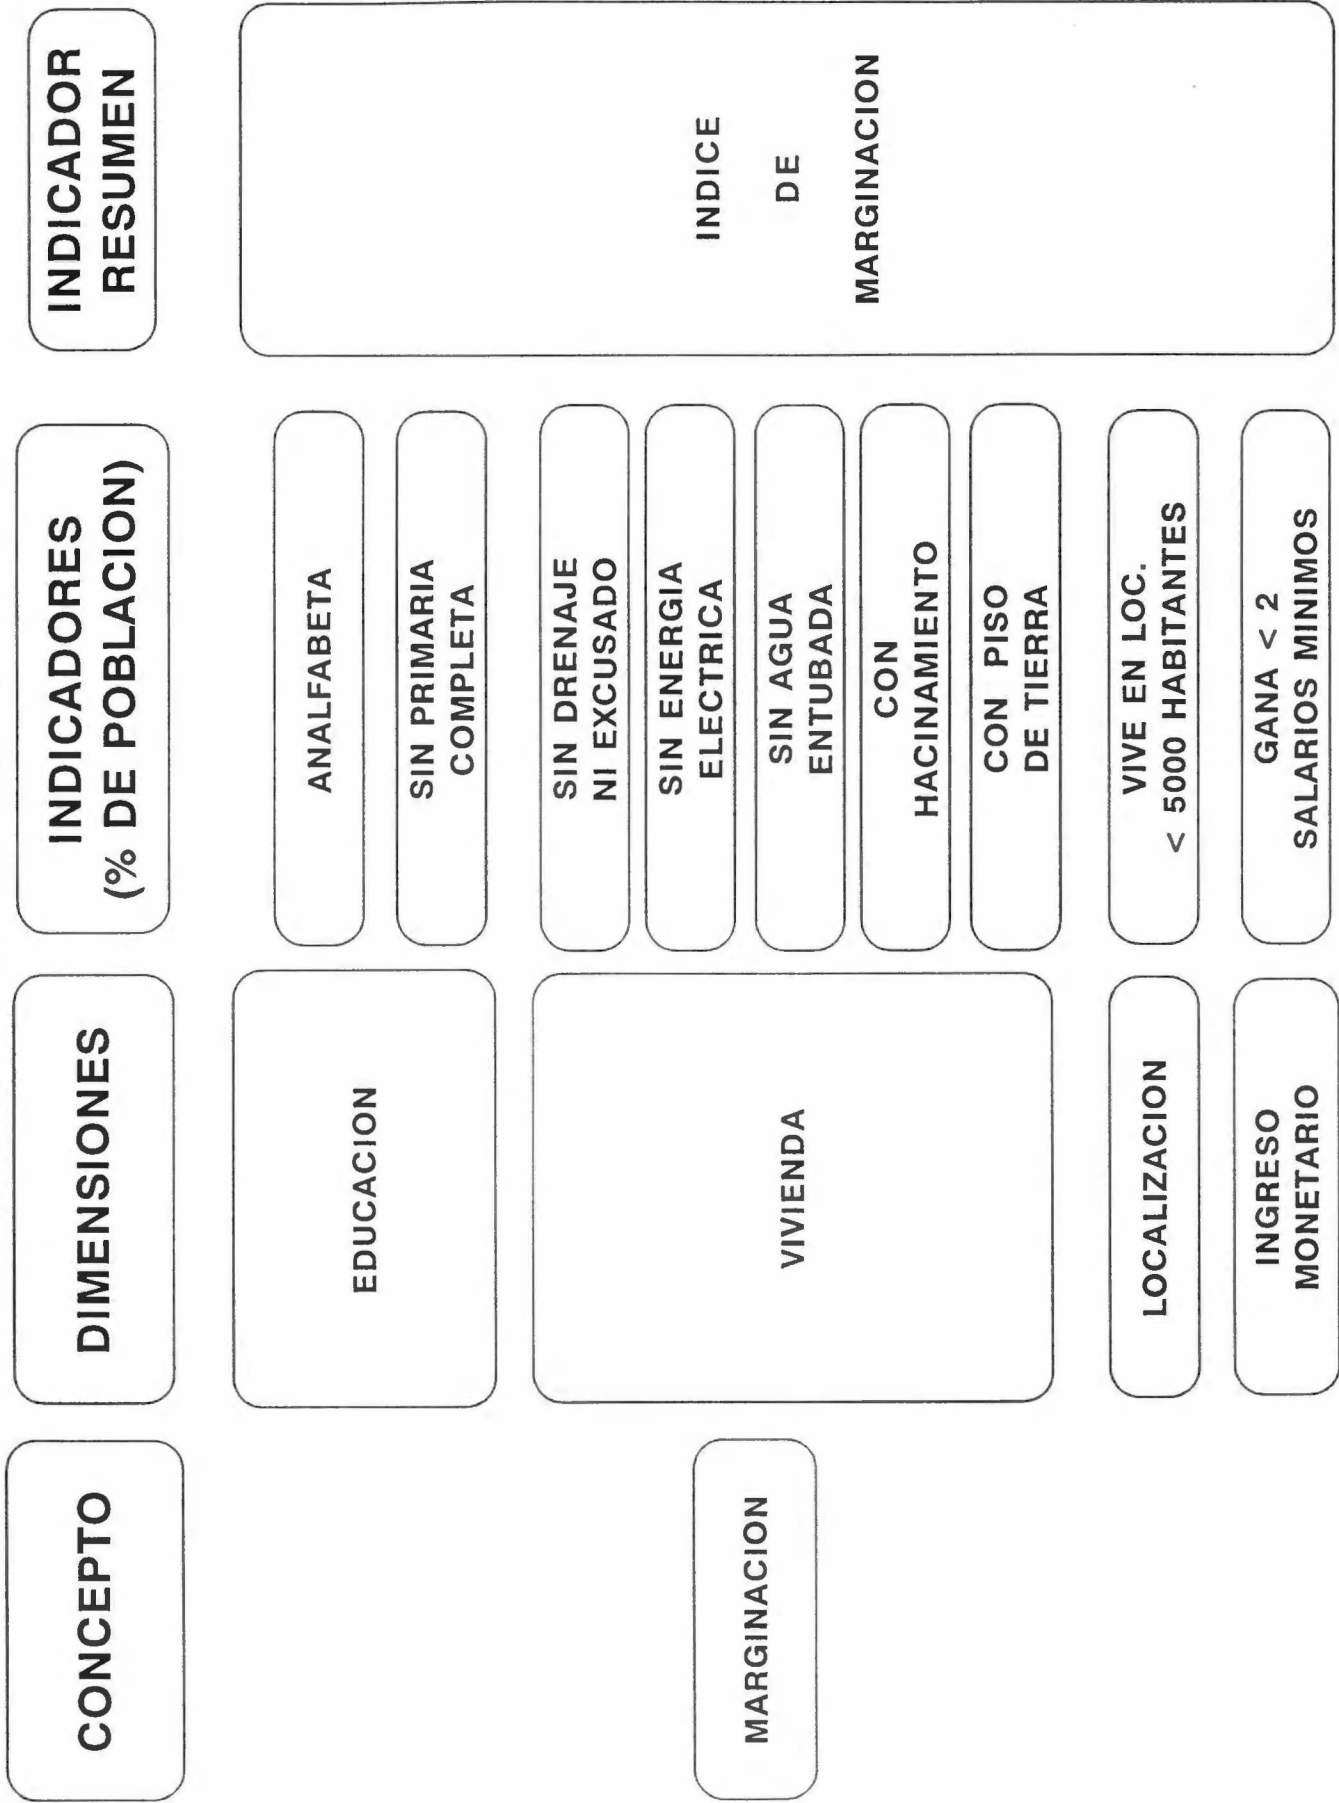 CONCEPTO
DIMENSIONES
INDICADORES
(% DE POBLACION)
INDICADOR
RESUMEN
MARGINACION
EDUCACION
ANALFABETA
SIN PRIMARIA
COMPLETA
VIVIENDA
SIN DRENAJE
NI EXCUSADO
SIN ENERGIA
ELECTRICA
SIN AGUA
ENTUBADA
CON
HACINAMIENTO
CON PISO
DE TIERRA
LOCALIZACION
VIVE EN LOC.
< 5000 HABITANTES
INGRESO
MONETARIO
GANA < 2
SALARIOS MINIMOS
INDICE
DE
MARGINACION